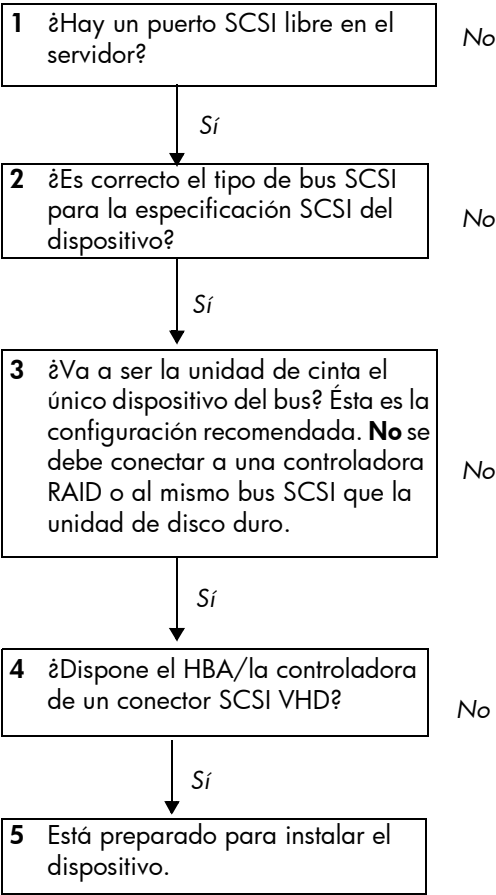 1 ¿Hay un puerto SCSI libre en el
servidor?
No
Sí
2 ¿Es correcto el tipo de bus SCSI
para la especificación SCSI del
dispositivo?
No
Sí
3 ¿Va a ser la unidad de cinta el
único dispositivo del bus? Ésta es la
configuración recomendada. No se
debe conectar a una controladora
RAID o al mismo bus SCSI que la
unidad de disco duro.
No
Sí
4 ¿Dispone el HBA/la controladora
de un conector SCSI VHD?
No
Sí
5 Está preparado para instalar el
dispositivo.